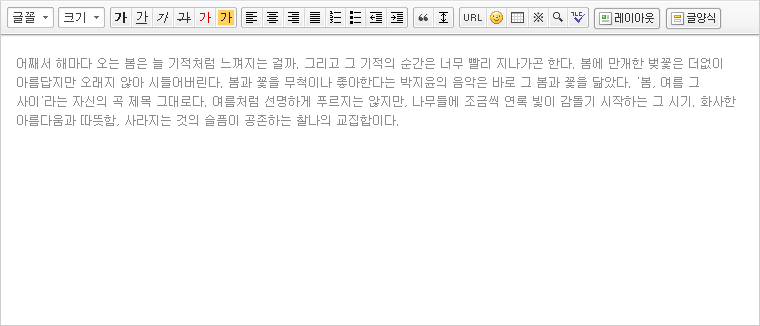 글꼴 크기 가 가 가 가 가 가 URL 레이아웃 글양식
어째서 해마다 오는 봄은 늘 기적처럼 느껴지는 걸까. 그리고 그 기적의 순간은 너무 빨리 지나가곤 한다. 봄에 만개한 벚꽃은 더없이
아름답지만 오래지 않아 시들어버린다. 봄과 꽃을 무척이나 좋아한다는 박지윤의 음악은 바로 그 봄과 꽃을 닮았다. '봄, 여름 그
사이'라는 자신의 곡 제목 그대로다. 여름처럼 선명하게 푸르지는 않지만, 나무들에 조금씩 연록 빛이 감돌기 시작하는 그 시기. 화사한
아름다움과 따뜻함, 사라지는 것의 슬픔이 공존하는 찰나의 교집합이다.